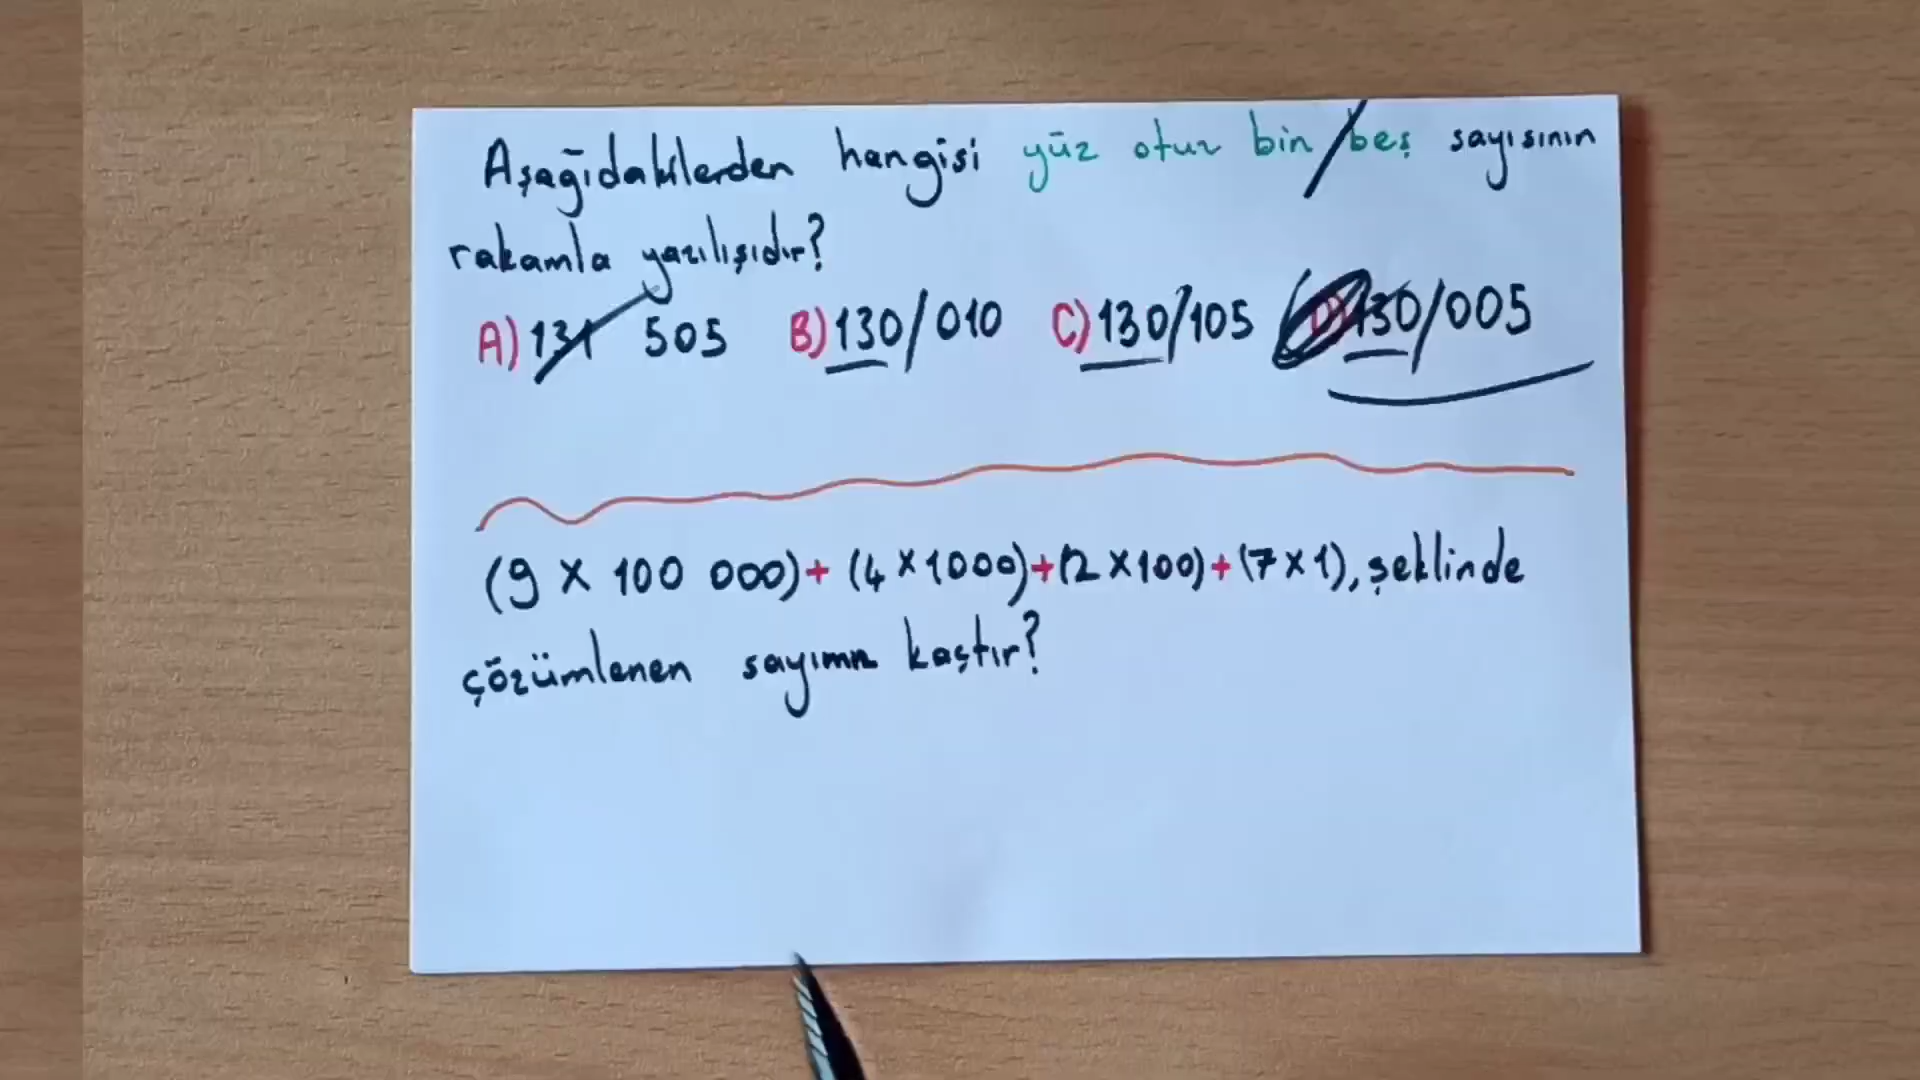 Aşağıdakilerden hangisi yüz otuz bin/beş sayısının
rakamla yazılışıdır?
A) 131 505 B) 130/010 C) 130/105 D) 130/005
(9 x 100 000)+ (4 x 1000)+(2 x 100)+(7 x 1), şeklinde
çözümlenen sayımız kaçtır?